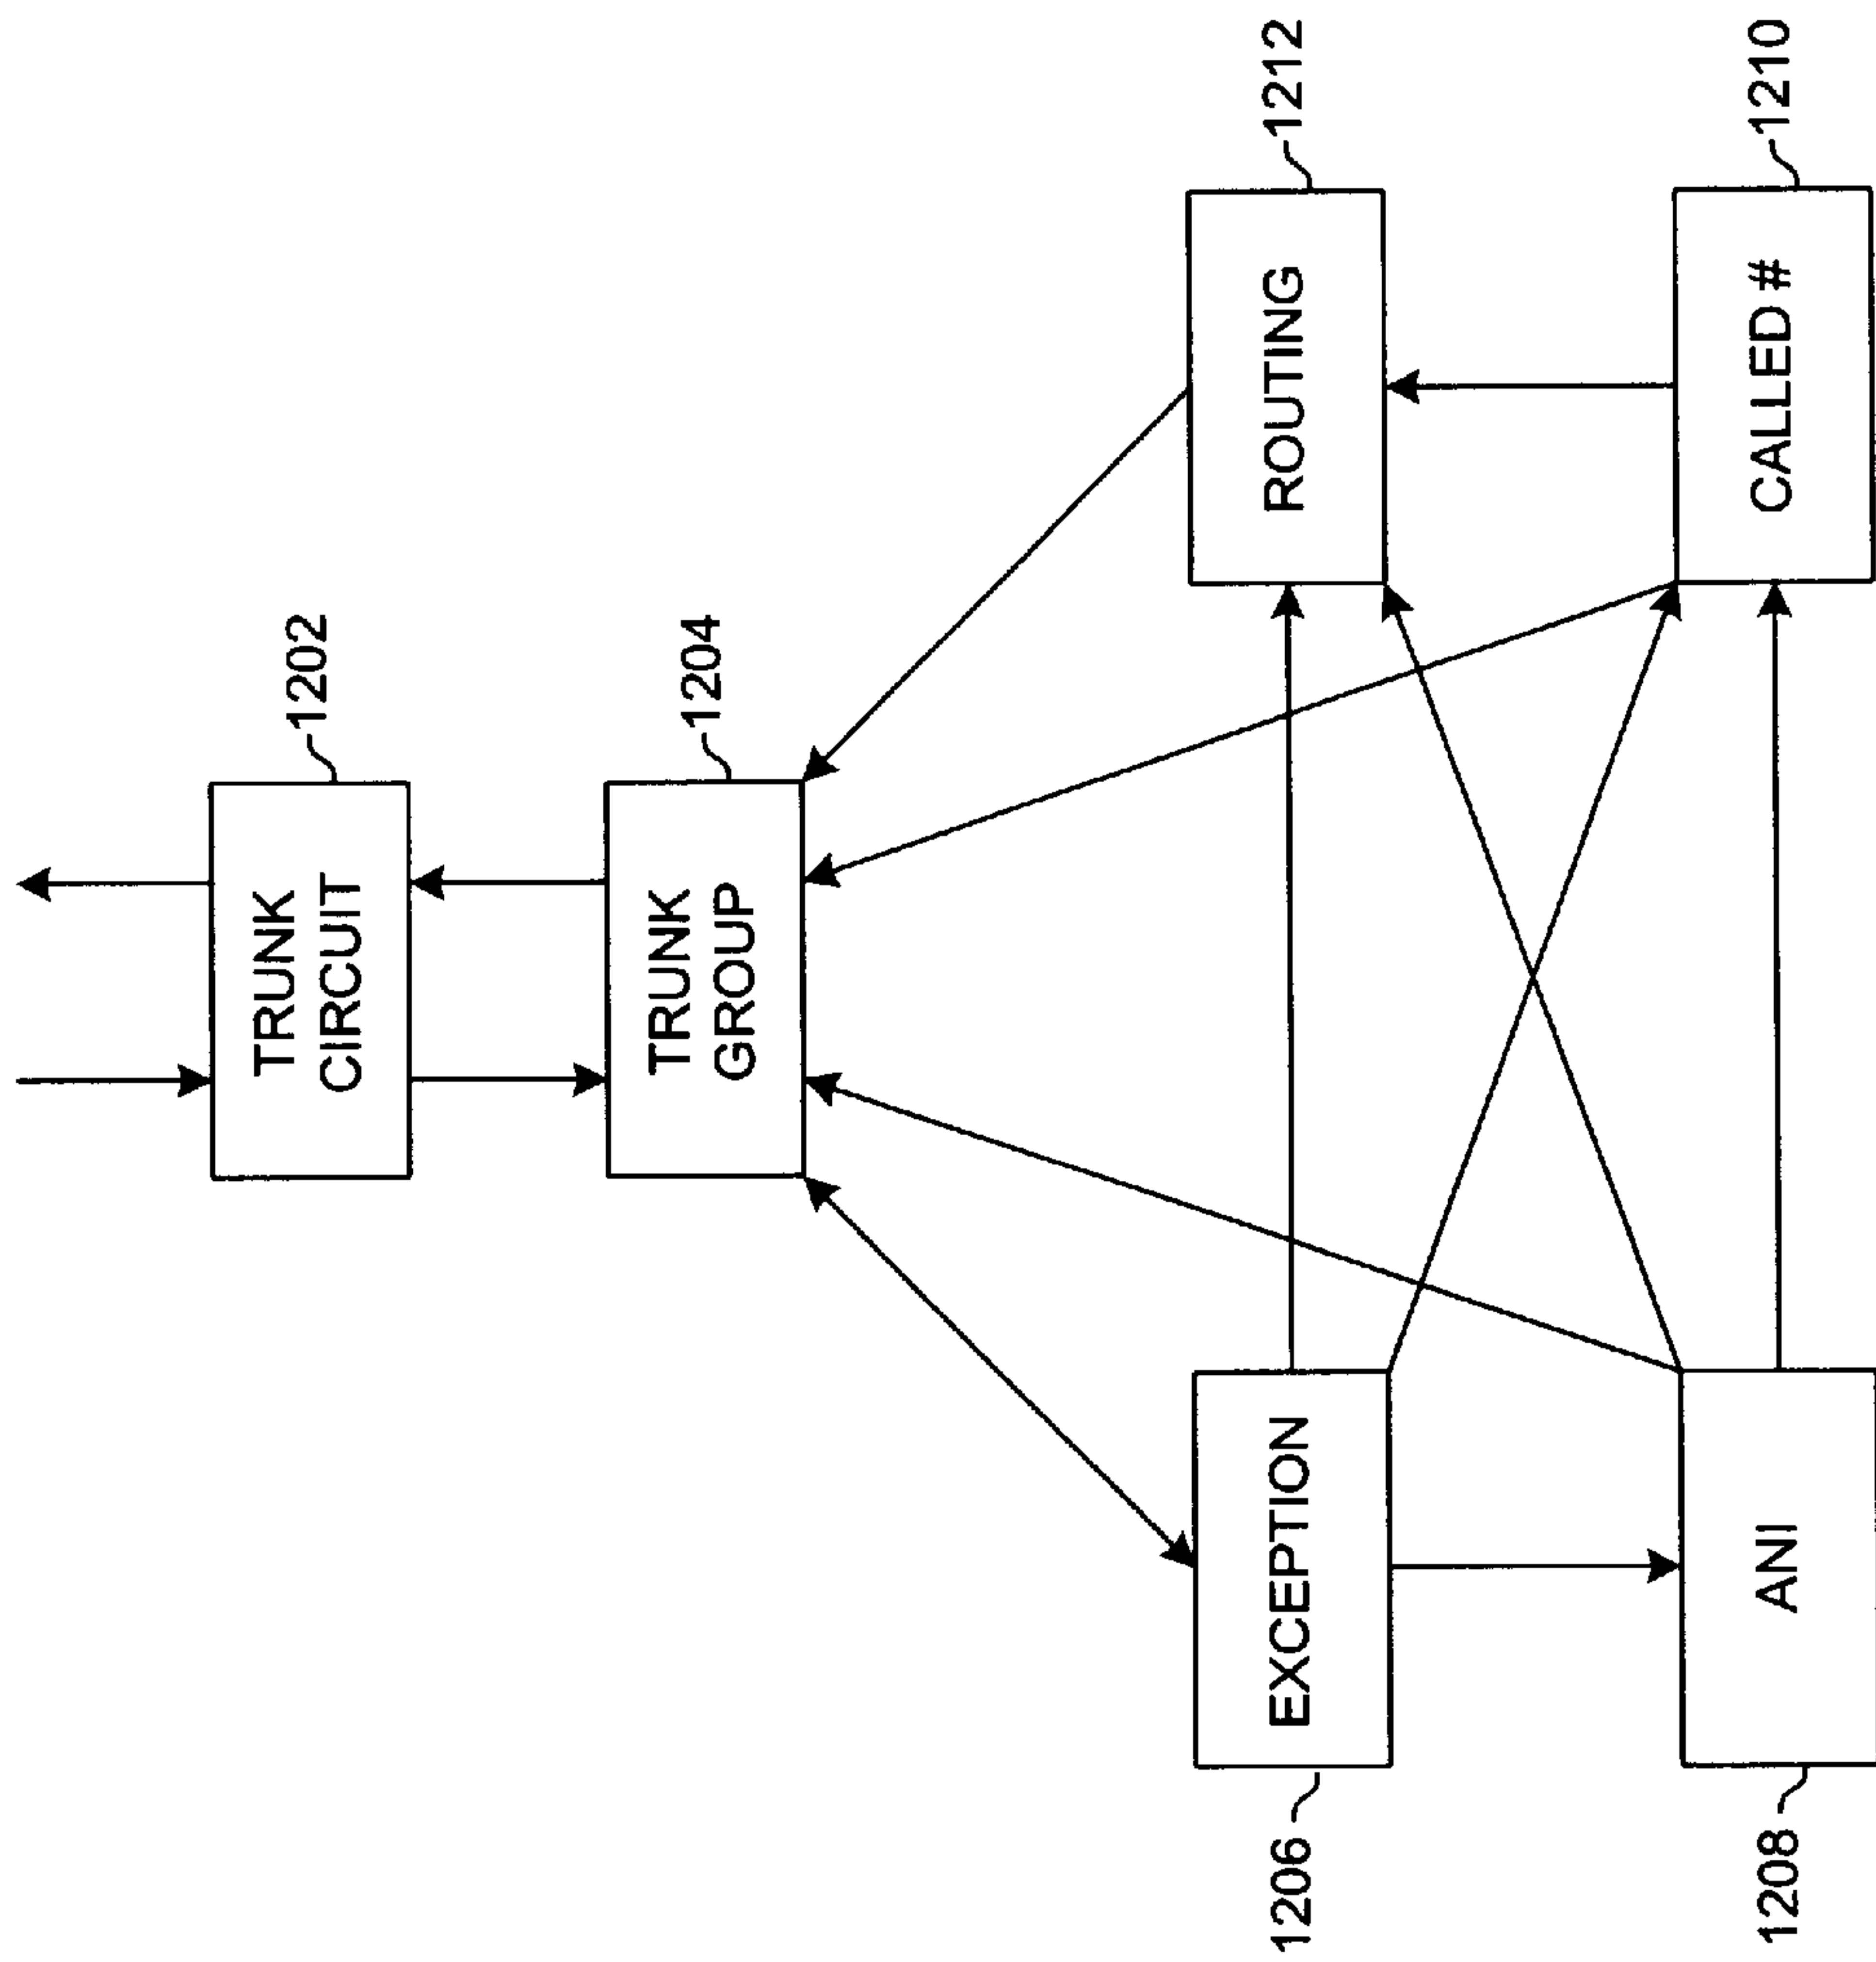 TRUNK
CIRCUIT
1202
TRUNK
GROUP
1204
1206
EXCEPTION
ROUTING
1212
1208
ANI
CALLED #
1210